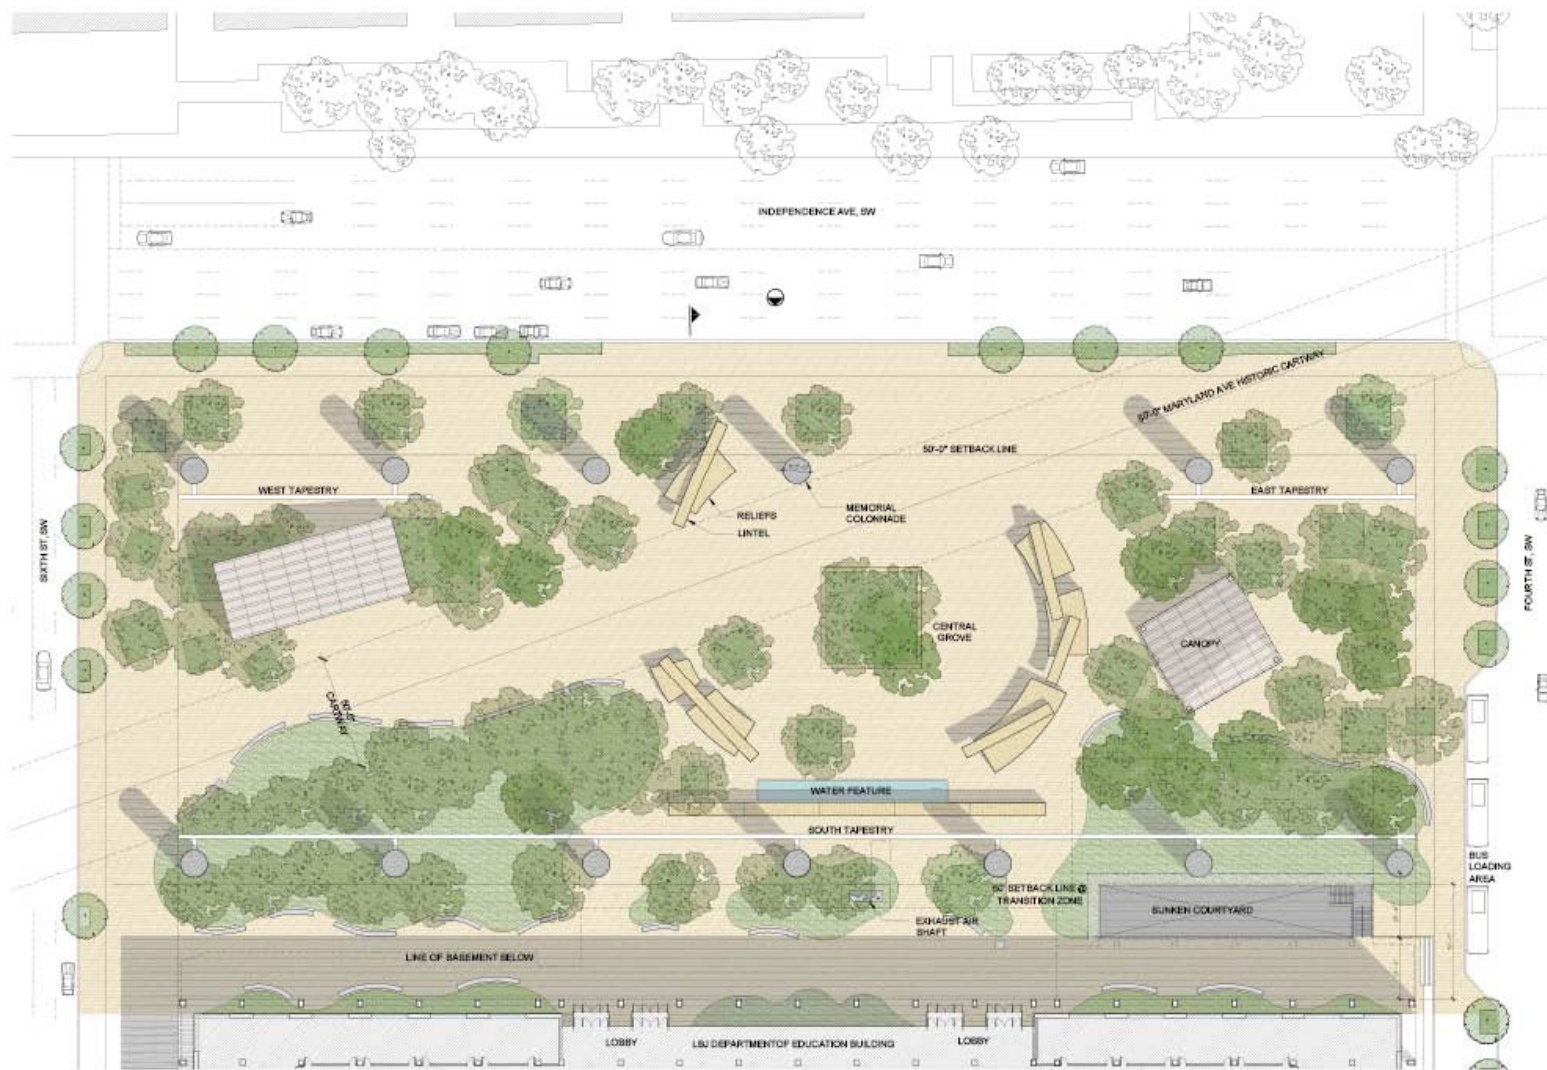 INDEPENDENCE AVE, SW
50'-0" MARYLAND AVE HISTORIC CARTWAY
50'-0" SETBACK LINE
WEST TAPESTRY
EAST TAPESTRY
RELIEFS
LINTEL
MEMORIAL
COLONNADE
SIXTH ST, SW
FOURTH ST, SW
CENTRAL
GROVE
CANOPY
50'-0"
CARTWAY
WATER FEATURE
SOUTH TAPESTRY
BUS
LOADING
AREA
50' SETBACK LINE @
TRANSITION ZONE
SUNKEN COURTYARD
EXHAUST AIR
SHAFT
LINE OF BASEMENT BELOW
LOBBY
LBJ DEPARTMENTOF EDUCATION BUILDING
LOBBY